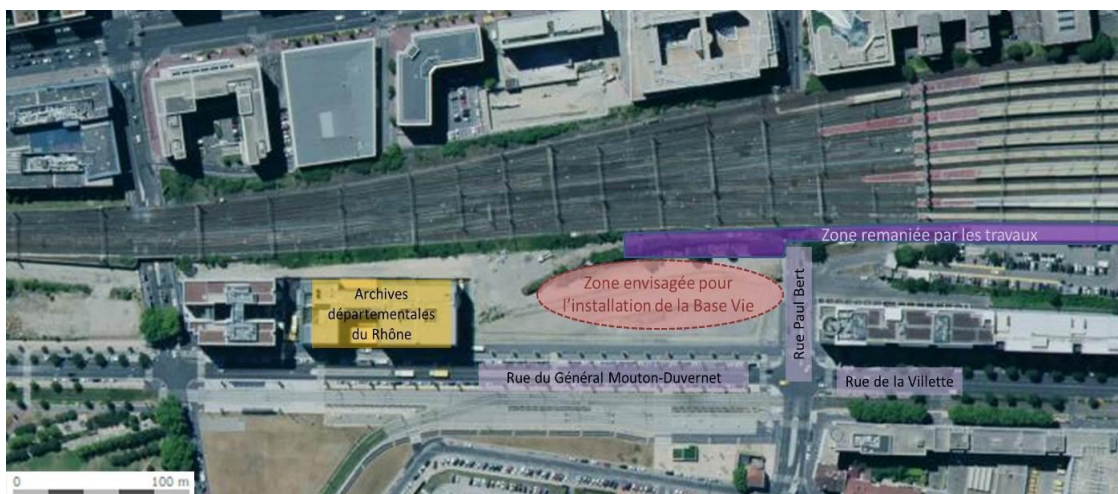 Zone remaniée par les travaux
Zone envisagée pour
l'installation de la Base Vie
Archives
départementales
du Rhône
Rue Paul Bert
Rue du Général Mouton-Duvernet
Rue de la Villette
0 100 m